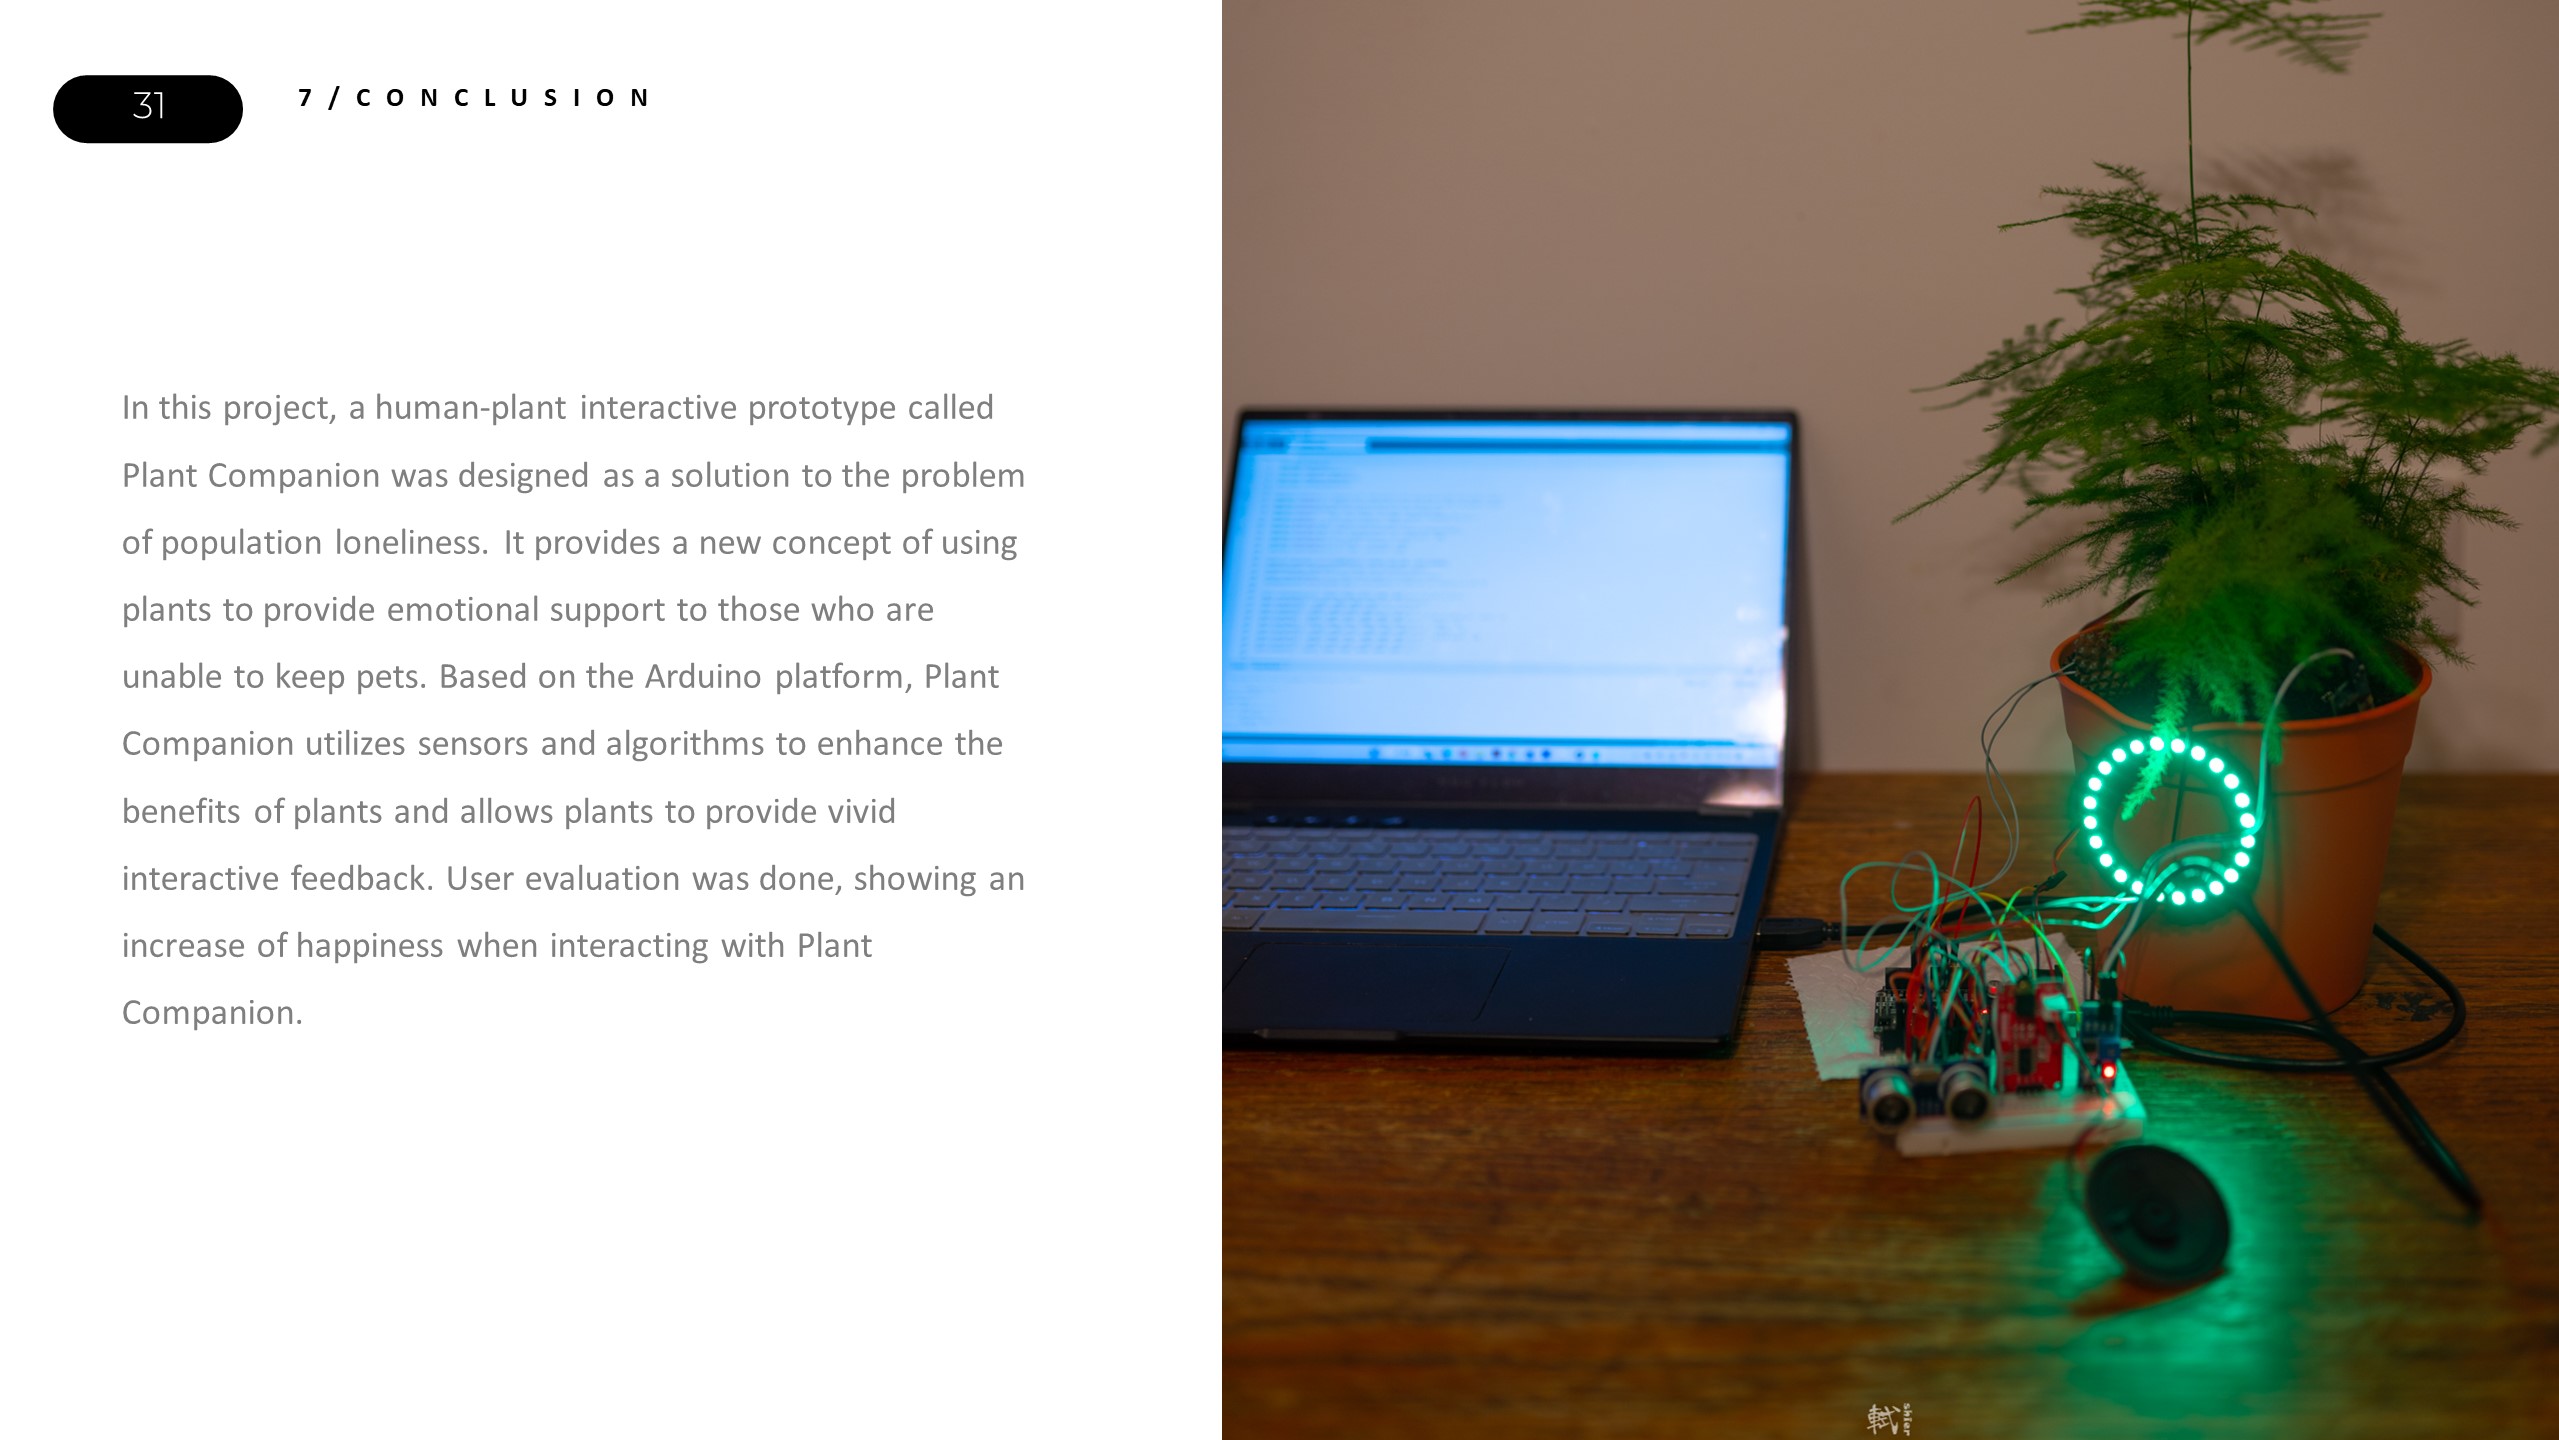 31
7/CONCLUSION
In this project, a human-plant interactive prototype called
Plant Companion was designed as a solution to the problem
of population loneliness. It provides a new concept of using
plants to provide emotional support to those who are
unable to keep pets. Based on the Arduino platform, Plant
Companion utilizes sensors and algorithms to enhance the
benefits of plants and allows plants to provide vivid
interactive feedback. User evaluation was done, showing an
increase of happiness when interacting with Plant
Companion.
軾
shier